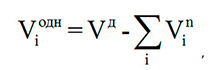 V_i^одн = V^д - ∑_i V_i^n ,